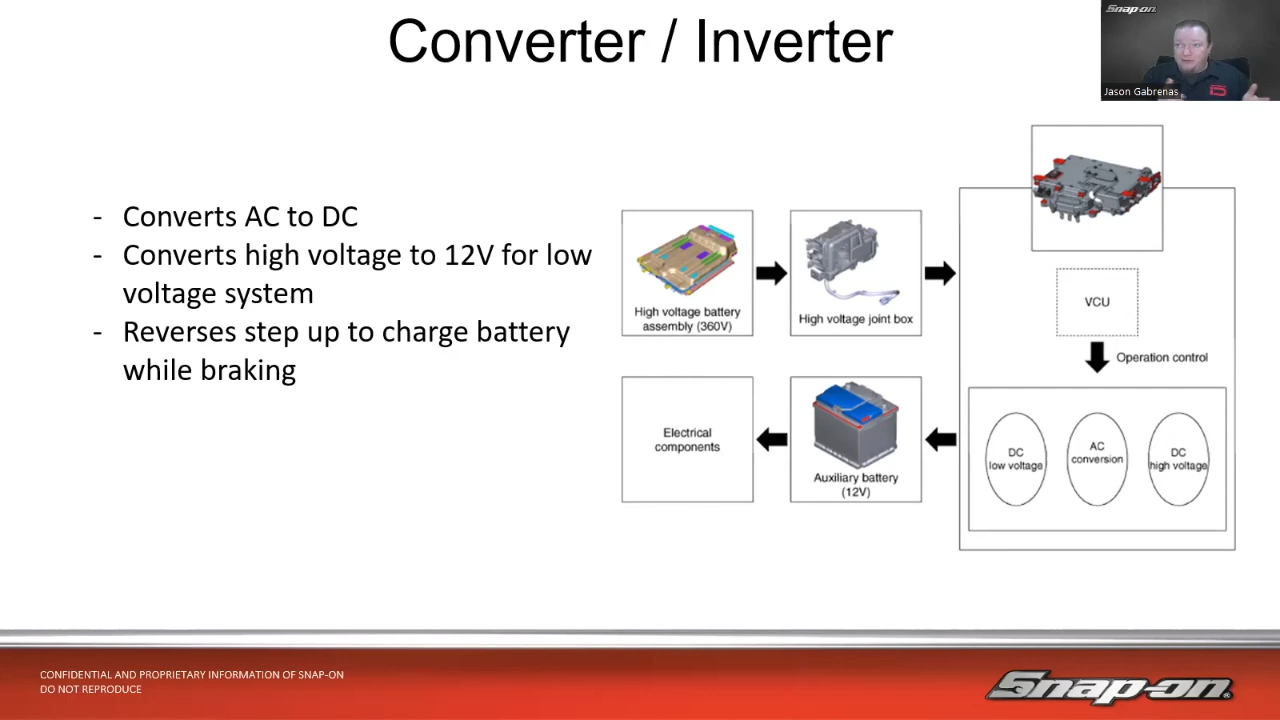 Converter / Inverter
Snap-on
Jason Gabrenas
- Converts AC to DC
- Converts high voltage to 12V for low
voltage system
- Reverses step up to charge battery
while braking
High voltage battery
assembly (360V)
High voltage joint box
VCU
Operation control
Electrical
components
Auxiliary battery
(12V)
DC
low voltage
AC
conversion
DC
high voltage
CONFIDENTIAL AND PROPRIETARY INFORMATION OF SNAP-ON
DO NOT REPRODUCE
Snap-on®